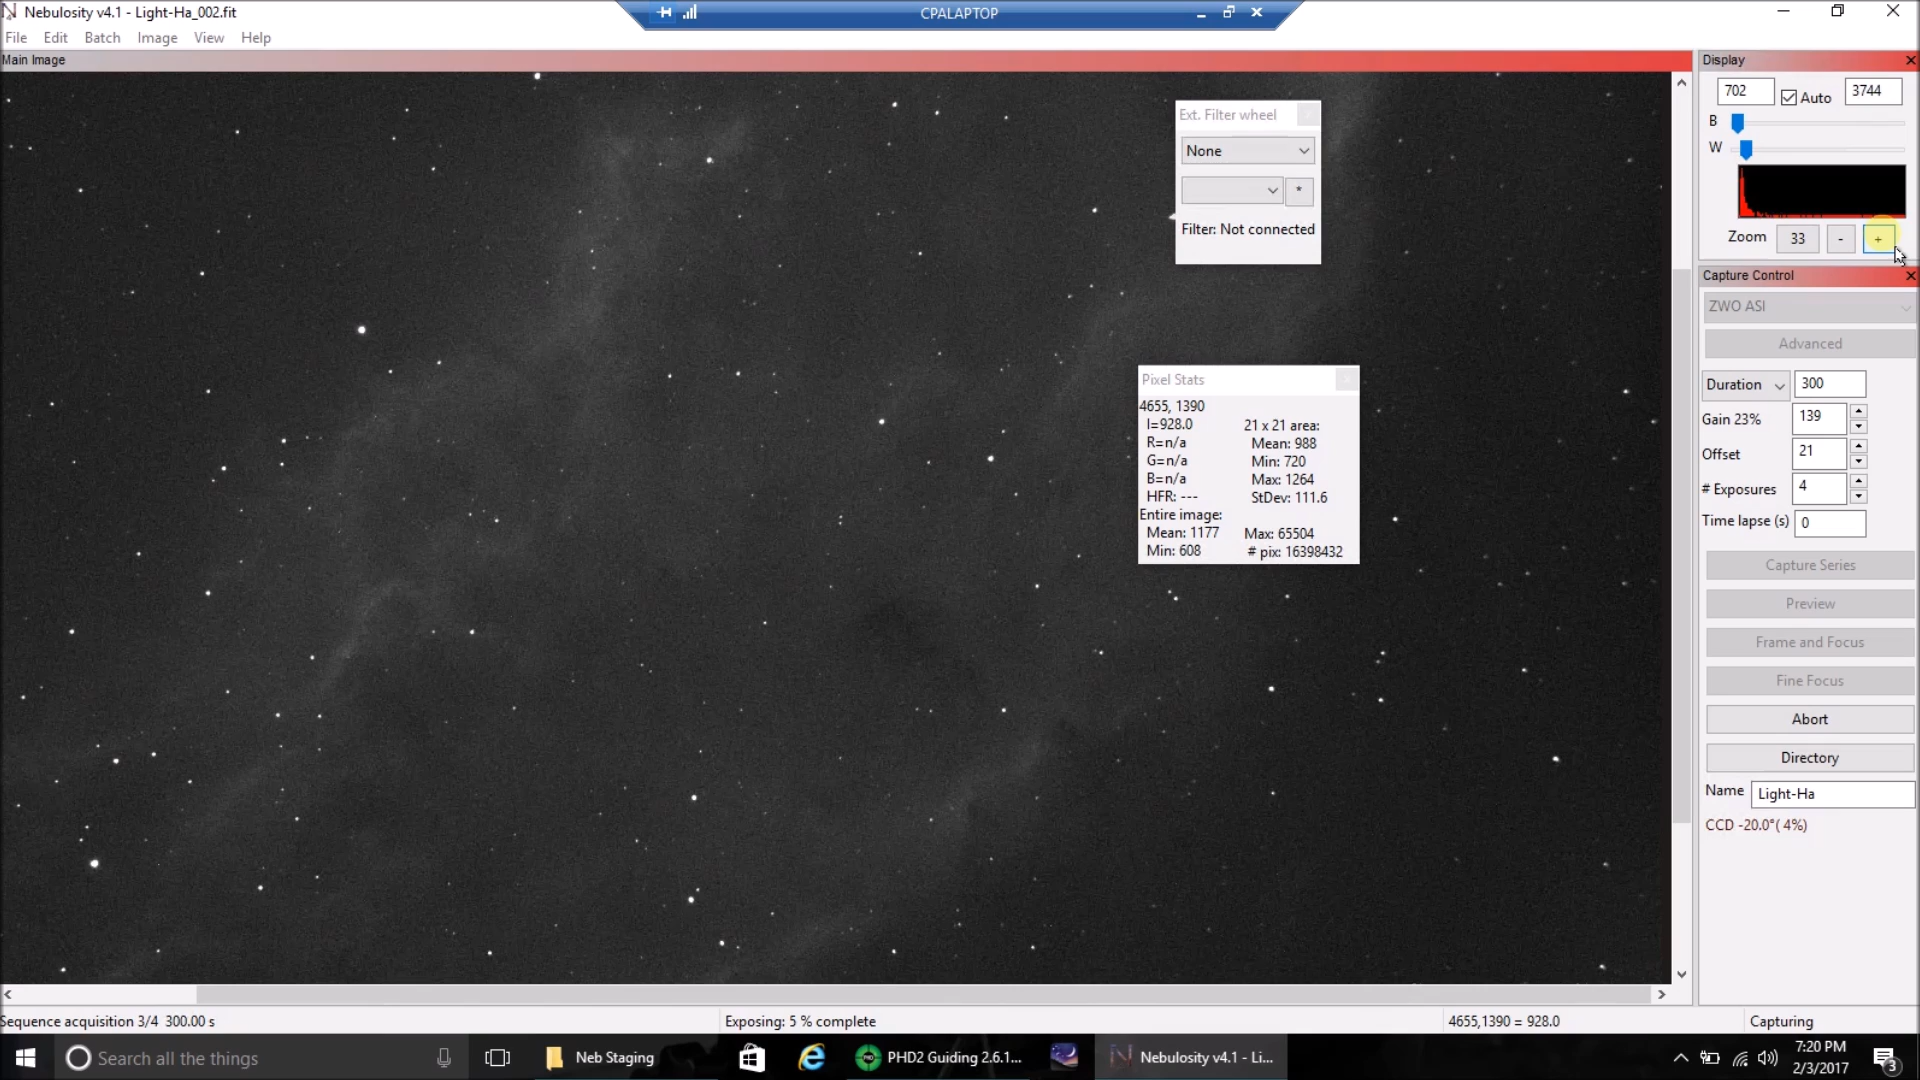 Nebulosity v4.1 - Light-Ha_002.fit
CPALAPTOP
File Edit Batch Image View Help
Main Image
Ext. Filter wheel
None
*
Filter: Not connected
Pixel Stats
4655, 1390
I=928.0 21 x 21 area:
R=n/a Mean: 988
G=n/a Min: 720
B=n/a Max: 1264
HFR: --- StDev: 111.6
Entire image:
Mean: 1177 Max: 65504
Min: 608 # pix: 16398432
Display
702 Auto 3744
B
W
Zoom 33 - +
Capture Control
ZWO ASI
Advanced
Duration 300
Gain 23% 139
Offset 21
# Exposures 4
Time lapse (s) 0
Capture Series
Preview
Frame and Focus
Fine Focus
Abort
Directory
Name Light-Ha
CCD -20.0°( 4%)
Sequence acquisition 3/4 300.00 s Exposing: 5 % complete 4655,1390 = 928.0 Capturing
Search all the things Neb Staging PHD2 Guiding 2.6.1... Nebulosity v4.1 - Li... 7:20 PM
2/3/2017 3